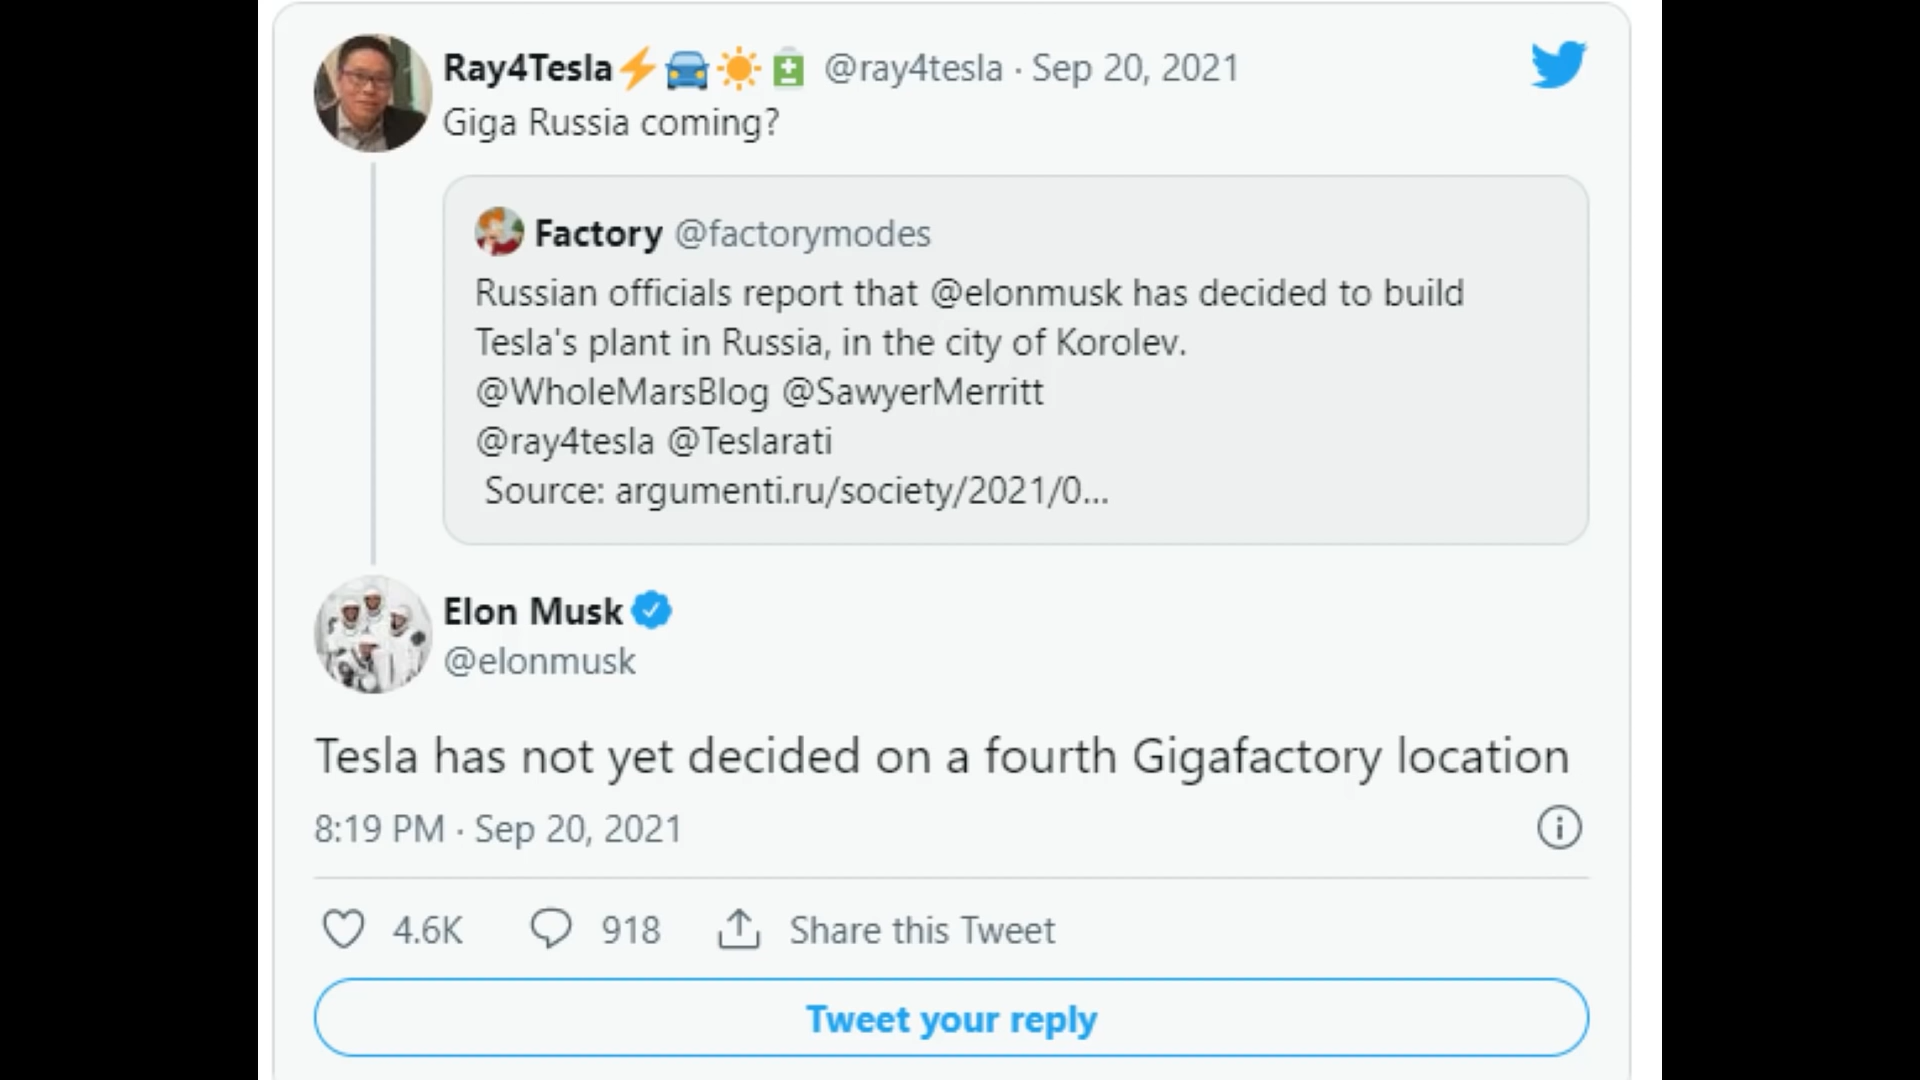 Ray4Tesla⚡🚘☀️🔋 @ray4tesla · Sep 20, 2021
Giga Russia coming?
Factory @factorymodes
Russian officials report that @elonmusk has decided to build
Tesla's plant in Russia, in the city of Korolev.
@WholeMarsBlog @SawyerMerritt
@ray4tesla @Teslarati
Source: argumenti.ru/society/2021/0...
Elon Musk
@elonmusk
Tesla has not yet decided on a fourth Gigafactory location
8:19 PM · Sep 20, 2021
4.6K 918 Share this Tweet
Tweet your reply